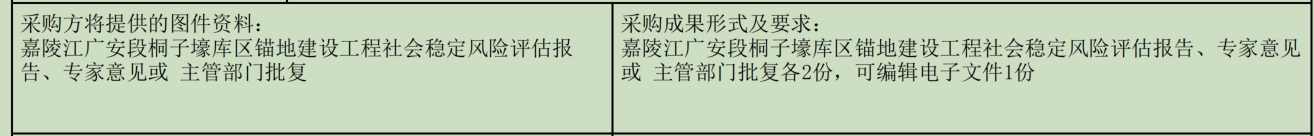 采购方将提供的图件资料：
嘉陵江广安段桐子壕库区锚地建设工程社会稳定风险评估报
告、专家意见或 主管部门批复
采购成果形式及要求：
嘉陵江广安段桐子壕库区锚地建设工程社会稳定风险评估报告、专家意见
或 主管部门批复各2份，可编辑电子文件1份